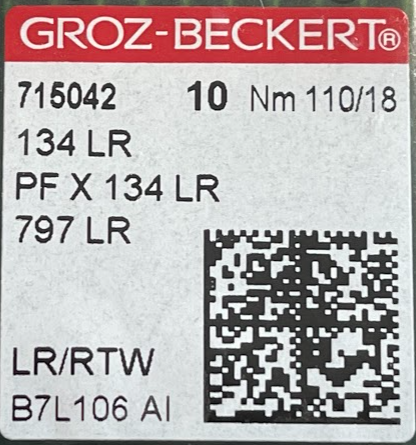 GROZ-BECKERT®
715042 10 Nm 110/18
134 LR
PF X 134 LR
797 LR
LR/RTW
B7L106 AI